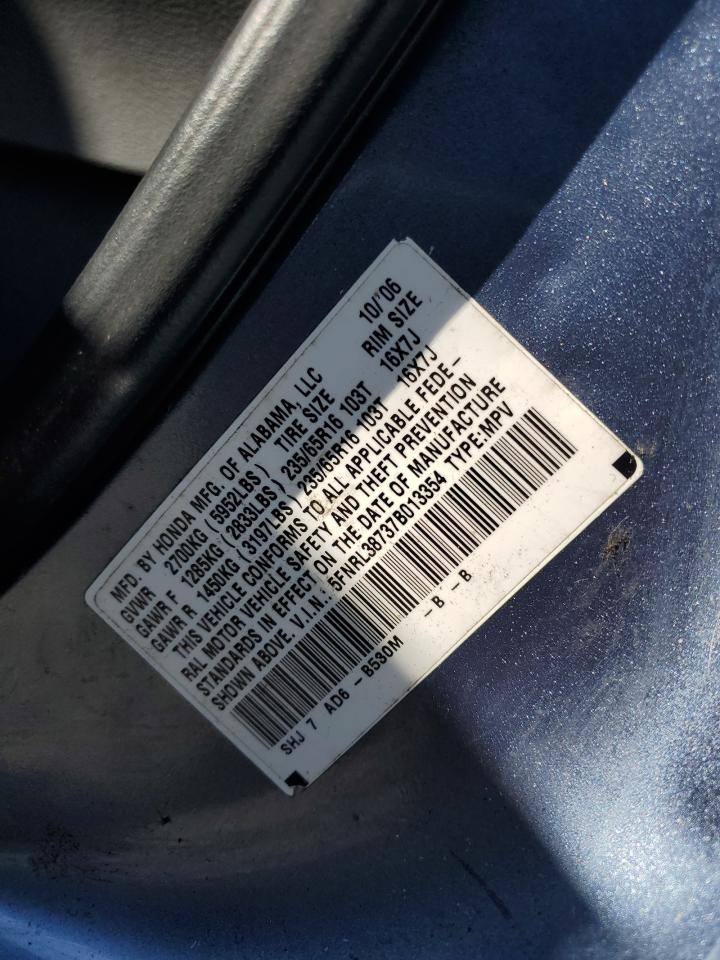 MFD. BY HONDA MFG. OF ALABAMA, LLC 10/'06
GVWR 2700KG (5952LBS) TIRE SIZE RIM SIZE
GAWR F 1285KG (2833LBS) 235/65R16 103T 16X7J
GAWR R 1450KG (3197LBS) 235/65R16 103T 16X7J
THIS VEHICLE CONFORMS TO ALL APPLICABLE FEDE-
RAL MOTOR VEHICLE SAFETY AND THEFT PREVENTION
STANDARDS IN EFFECT ON THE DATE OF MANUFACTURE
SHOWN ABOVE. V.I.N.: 5FNRL38737B013354 TYPE:MPV
SHJ 7 AD6 - B530M - B - B